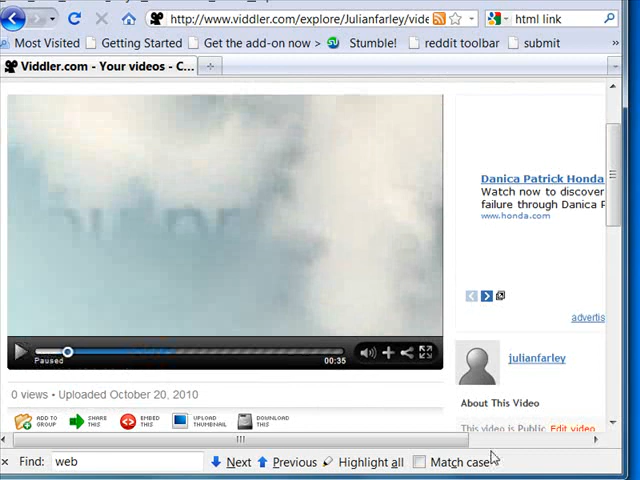 http://www.viddler.com/explore/Julianfarley/vide
html link
Most Visited Getting Started Get the add-on now > Stumble! reddit toolbar submit
Viddler.com - Your videos - C...
Danica Patrick Honda
Watch now to discover
failure through Danica P
www.honda.com
advertis
Paused
00:35
julianfarley
0 views • Uploaded October 20, 2010
About This Video
ADD TO GROUP
SHARE THIS
EMBED THIS
UPLOAD THUMBNAIL
DOWNLOAD THIS
This video is Public Edit video
Find: web Next Previous Highlight all Match case